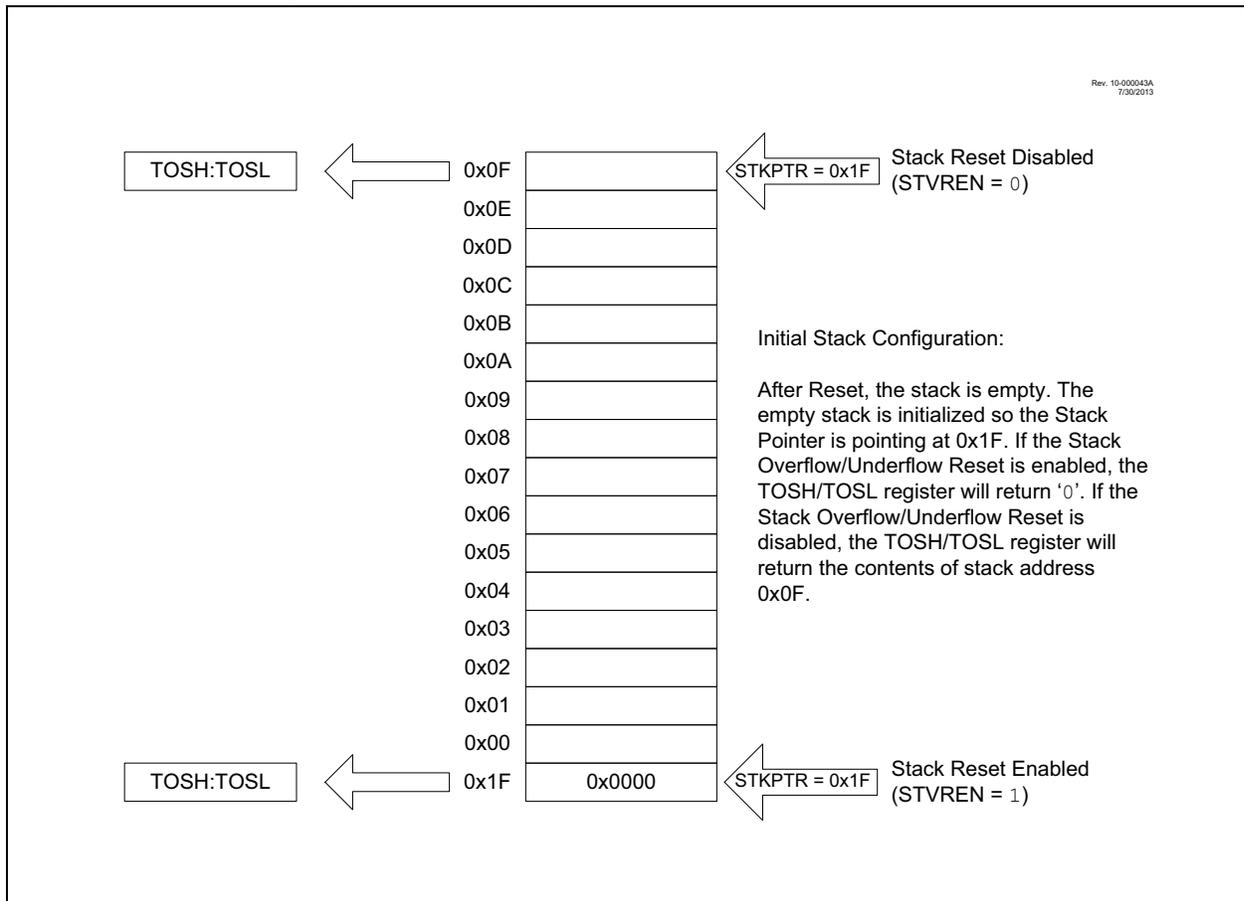 Rev. 10-000043A
7/30/2013
TOSH:TOSL
0x0F
STKPTR = 0x1F
Stack Reset Disabled
(STVREN = 0)
0x0E
0x0D
0x0C
0x0B
0x0A
0x09
0x08
0x07
0x06
0x05
0x04
0x03
0x02
0x01
0x00
Initial Stack Configuration:
After Reset, the stack is empty. The
empty stack is initialized so the Stack
Pointer is pointing at 0x1F. If the Stack
Overflow/Underflow Reset is enabled, the
TOSH/TOSL register will return ‘0’. If the
Stack Overflow/Underflow Reset is
disabled, the TOSH/TOSL register will
return the contents of stack address
0x0F.
TOSH:TOSL
0x1F
0x0000
STKPTR = 0x1F
Stack Reset Enabled
(STVREN = 1)